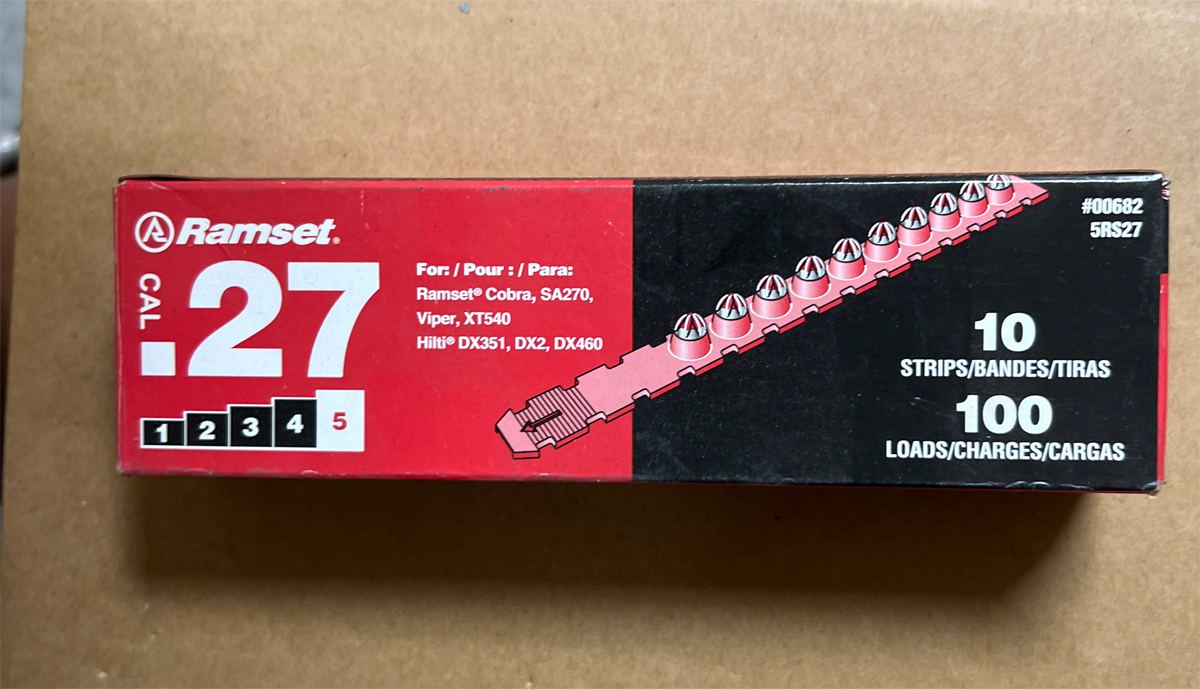 Ramset®
CAL
.27
1 2 3 4 5
For: / Pour : / Para:
Ramset® Cobra, SA270,
Viper, XT540
Hilti® DX351, DX2, DX460
#00682
5RS27
10
STRIPS/BANDES/TIRAS
100
LOADS/CHARGES/CARGAS